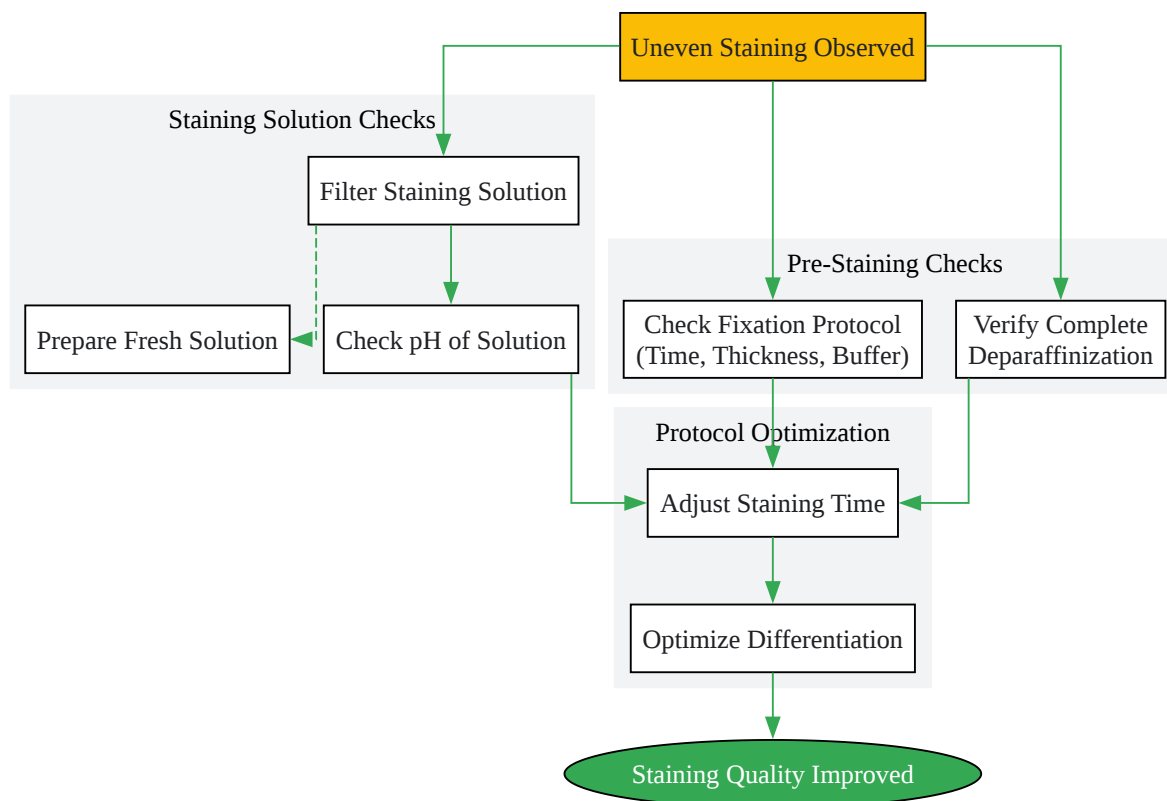 Uneven Staining Observed
Staining Solution Checks
Filter Staining Solution
Pre-Staining Checks
Prepare Fresh Solution
Check pH of Solution
Check Fixation Protocol
(Time, Thickness, Buffer)
Verify Complete
Deparaffinization
Protocol Optimization
Adjust Staining Time
Optimize Differentiation
Staining Quality Improved